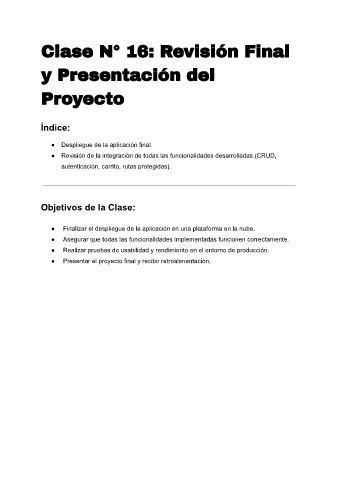 Clase N° 16: Revisión Final
y Presentación del
Proyecto
Índice:
● Despliegue de la aplicación final.
● Revisión de la integración de todas las funcionalidades desarrolladas (CRUD,
autenticación, carrito, rutas protegidas).
Objetivos de la Clase:
● Finalizar el despliegue de la aplicación en una plataforma en la nube.
● Asegurar que todas las funcionalidades implementadas funcionen correctamente.
● Realizar pruebas de usabilidad y rendimiento en el entorno de producción.
● Presentar el proyecto final y recibir retroalimentación.